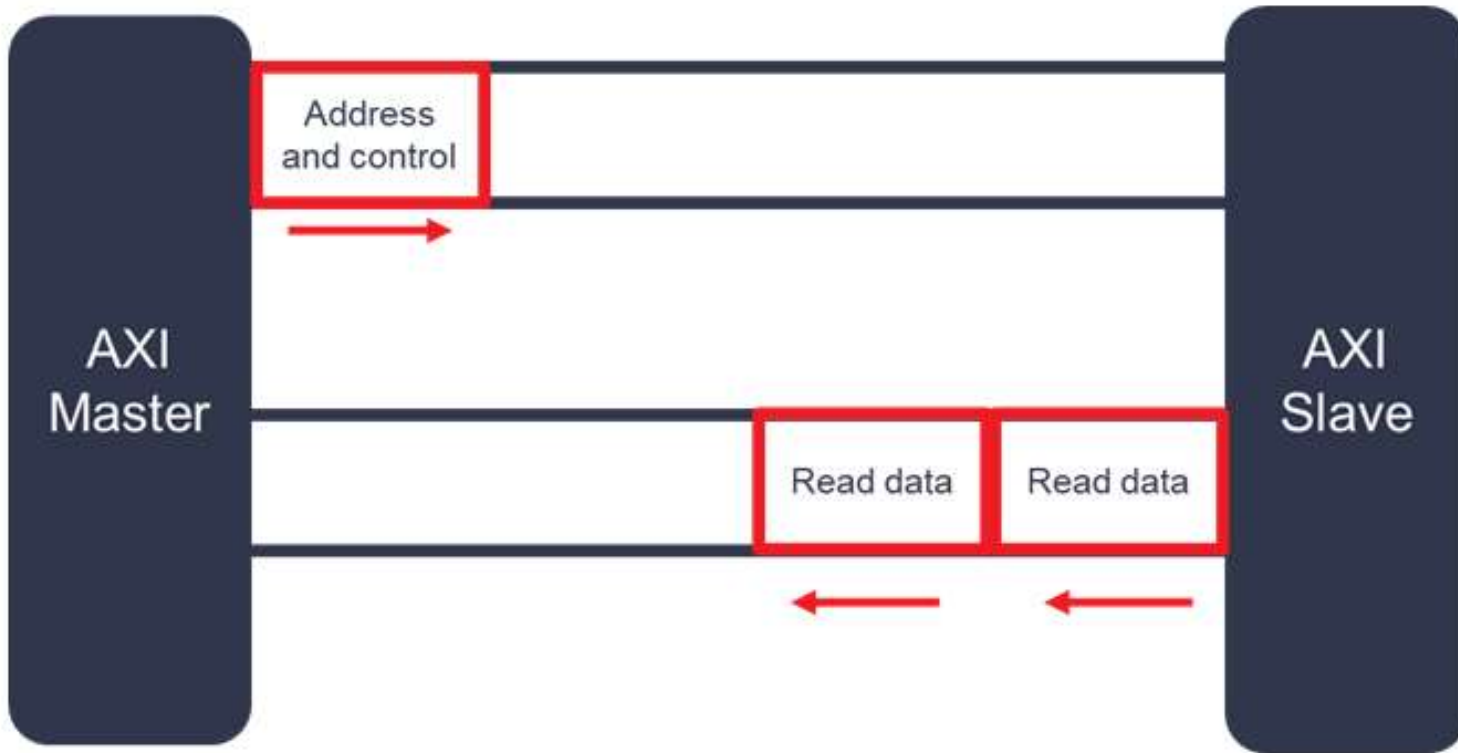 Address
and control
AXI
Master
AXI
Slave
Read data
Read data